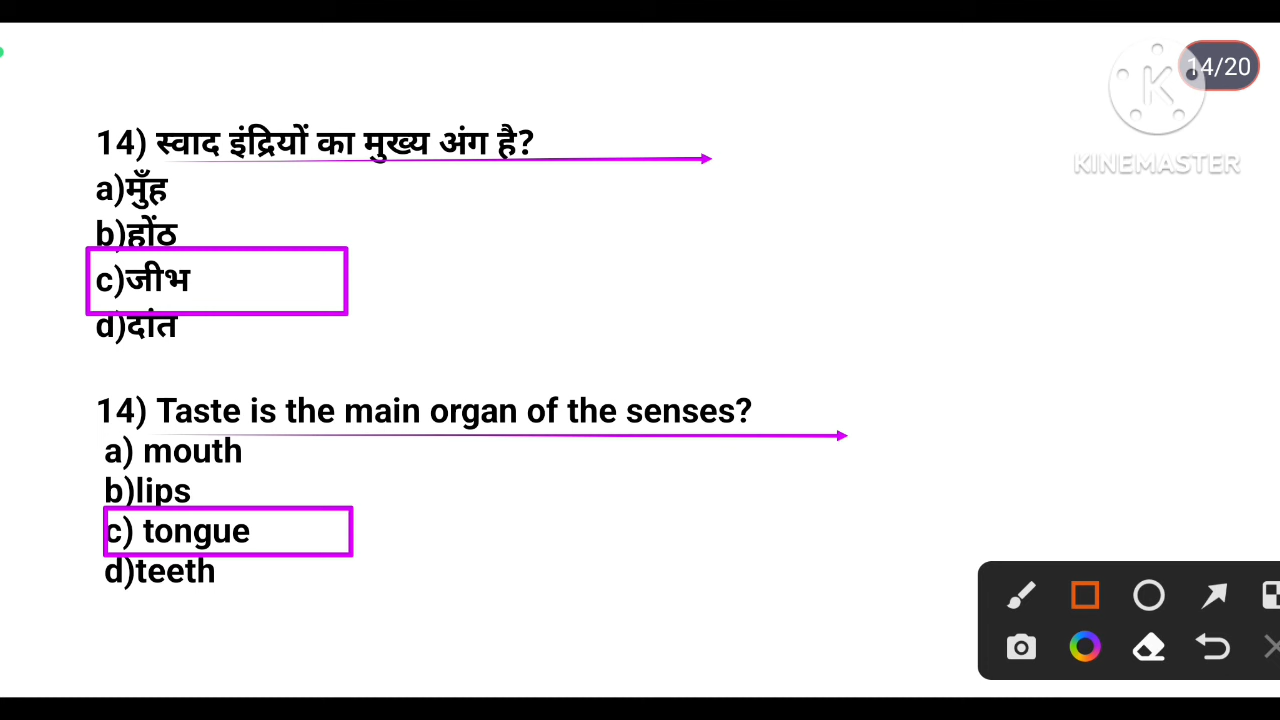 14/20
KINEMASTER
14) स्वाद इंद्रियों का मुख्य अंग है?
a)मुँह
b)होंठ
c)जीभ
d)दांत
14) Taste is the main organ of the senses?
a) mouth
b)lips
c) tongue
d)teeth